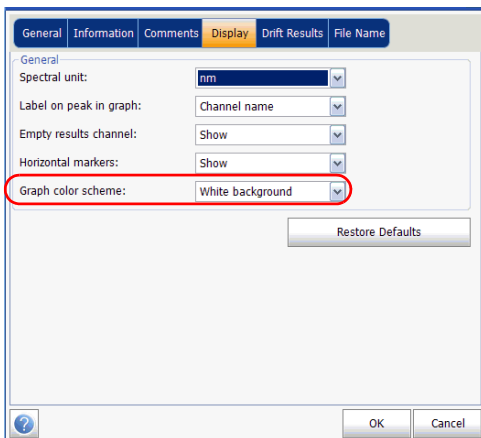 General Information Comments Display Drift Results File Name
General
Spectral unit: nm
Label on peak in graph: Channel name
Empty results channel: Show
Horizontal markers: Show
Graph color scheme: White background
Restore Defaults
? OK Cancel